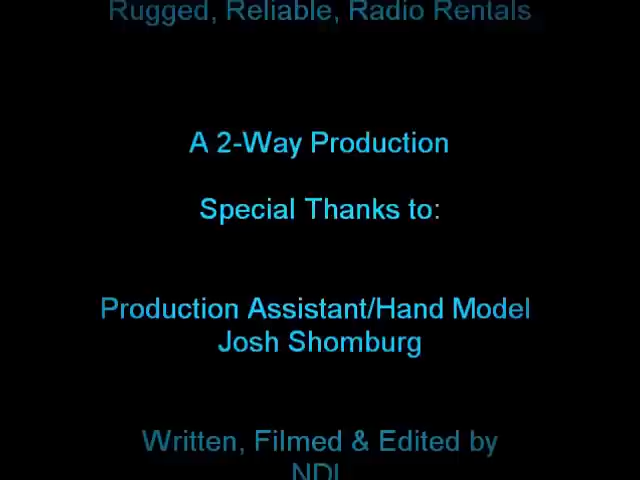 Rugged, Reliable, Radio Rentals
A 2-Way Production
Special Thanks to:
Production Assistant/Hand Model
Josh Shomburg
Written, Filmed & Edited by